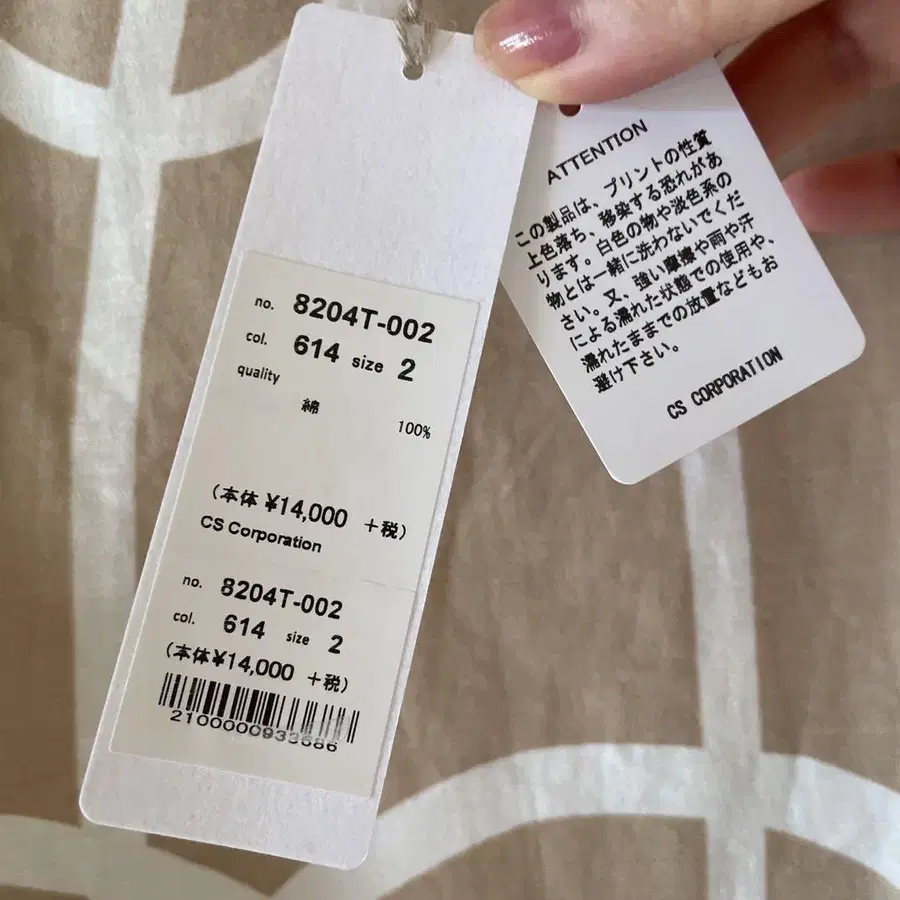 no. 8204T-002
col. 614 size 2
quality
綿
100%
(本体 ¥14,000 +税)
CS Corporation
no. 8204T-002
col. 614 size 2
(本体¥14,000 +税)
2100000933686
ATTENTION
この製品は、プリントの性質
上色落ち、移染する恐れがあ
ります。白色の物や淡色系の
物とは一緒に洗わないでくだ
さい。又、強い摩擦や雨や汗
による濡れた状態での使用や、
濡れたままでの放置などもお
避け下さい。
CS CORPORATION